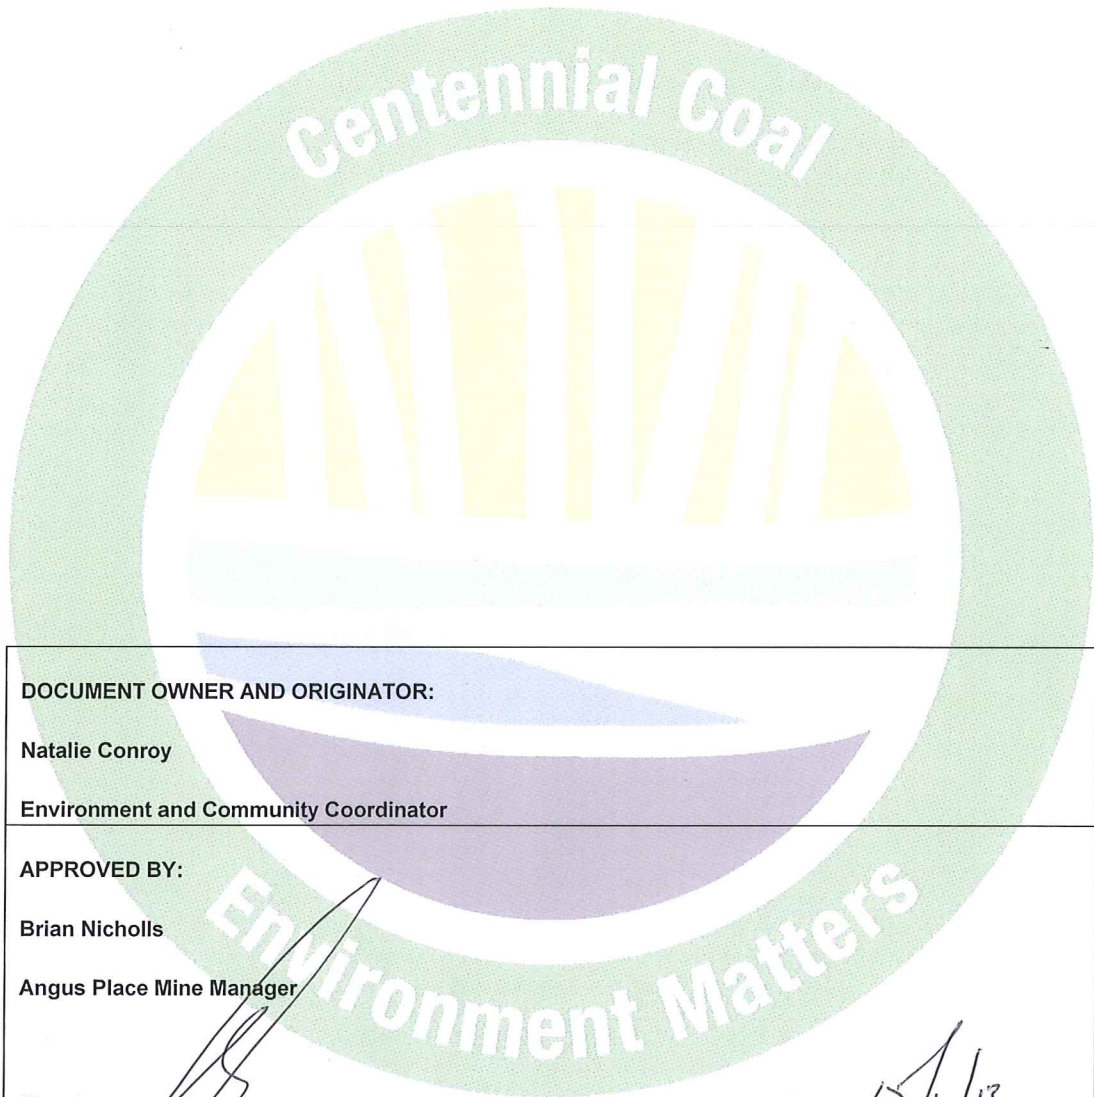 Centennial Coal
DOCUMENT OWNER AND ORIGINATOR:
Natalie Conroy
Environment and Community Coordinator
APPROVED BY:
Brian Nicholls
Angus Place Mine Manager
Environment Matters